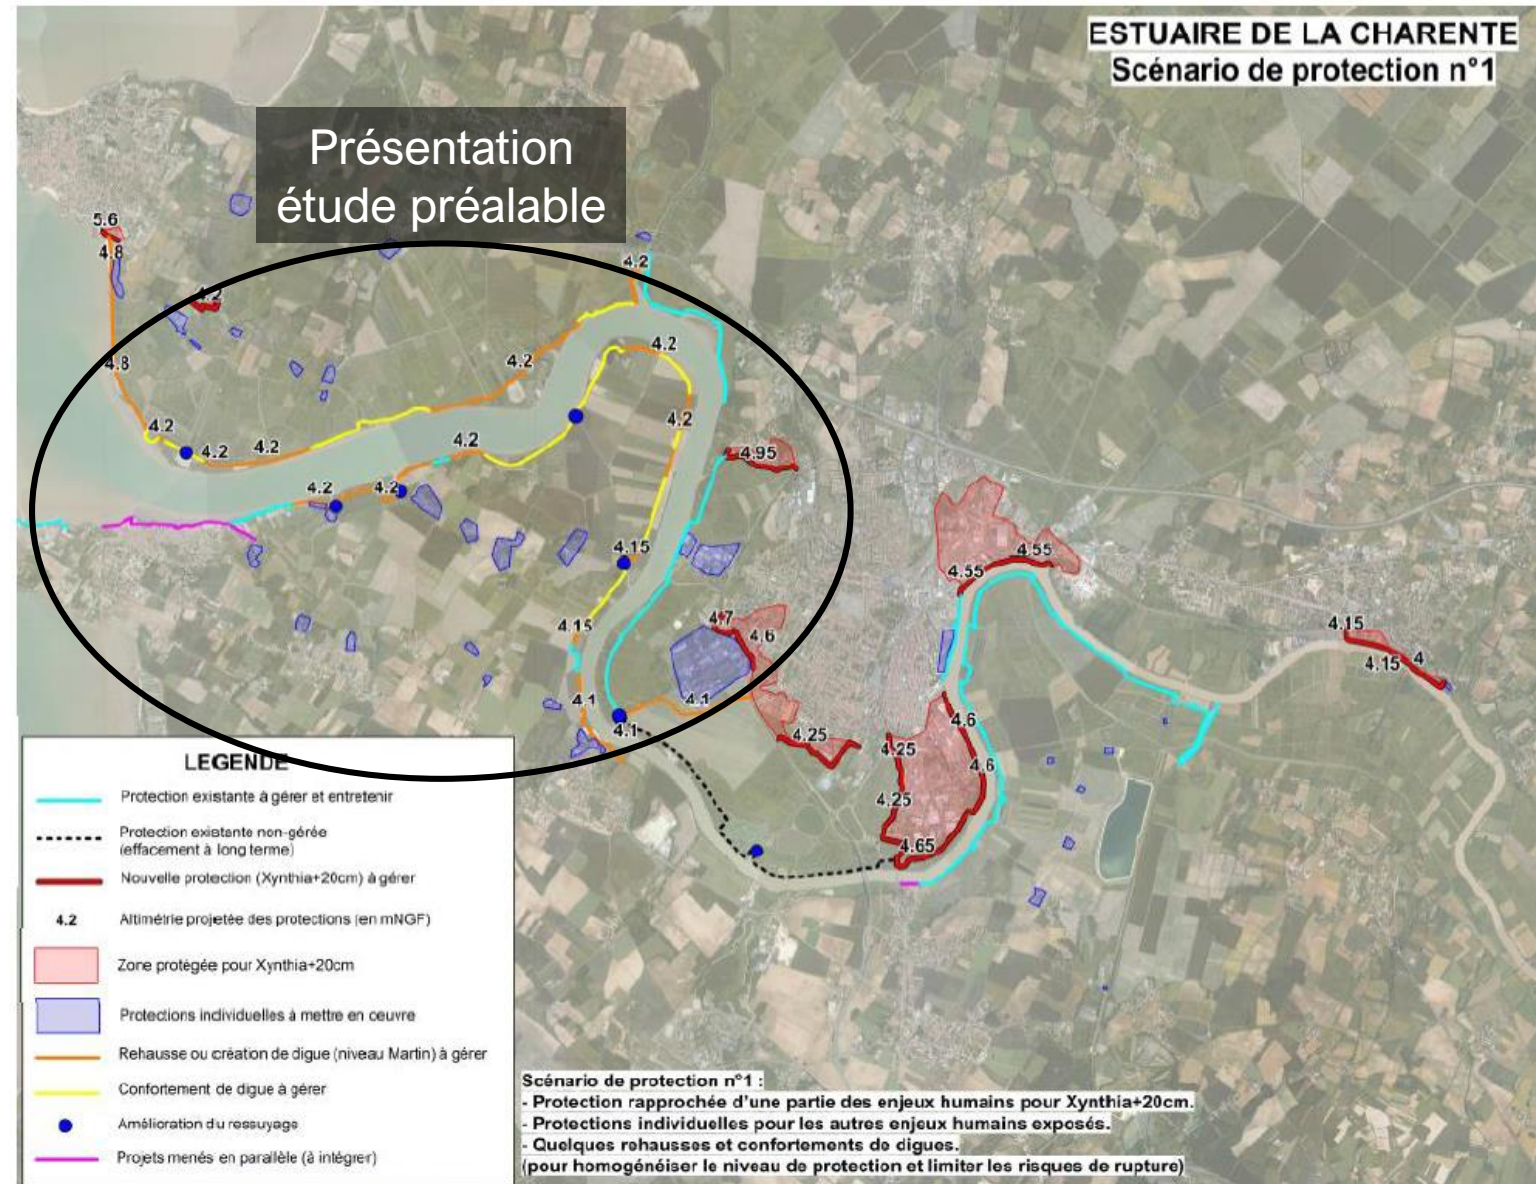 ESTUAIRE DE LA CHARENTE
Scénario de protection n°1
Présentation
étude préalable
5.6
4.8
4.2
4.2
4.8
4.2
4.2
4.2
4.2
4.2
4.2
4.2
4.2
4.2
4.95
4.15
4.15
4.7
4.6
4.1
4.1
4.1
4.25
4.55
4.55
4.15
4.15
4
4.6
4.25
4.6
4.25
4.65
LEGENDE
Protection existante à gérer et entretenir
Protection existante non-gérée
(effacement à long terme)
Nouvelle protection (Xynthia+20cm) à gérer
4.2 Altimétrie projetée des protections (en mNGF)
Zone protégée pour Xynthia+20cm
Protections individuelles à mettre en oeuvre
Rehausse ou création de digue (niveau Martin) à gérer
Confortement de digue à gérer
Amélioration du ressuyage
Projets menés en parallèle (à intégrer)
Scénario de protection n°1 :
- Protection rapprochée d'une partie des enjeux humains pour Xynthia+20cm.
- Protections individuelles pour les autres enjeux humains exposés.
- Quelques rehausses et confortements de digues.
(pour homogénéiser le niveau de protection et limiter les risques de rupture)